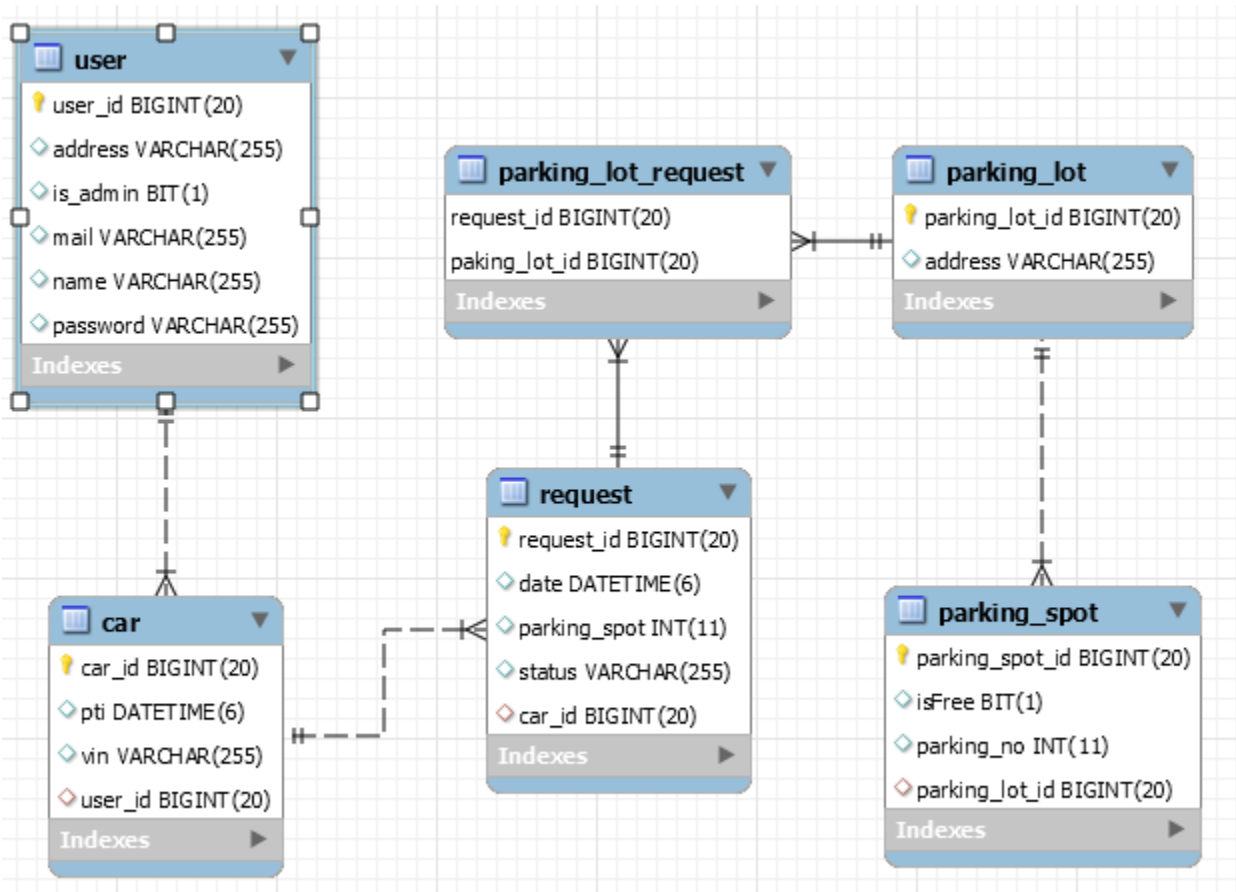 user
user_id BIGINT(20)
address VARCHAR(255)
is_admin BIT(1)
mail VARCHAR(255)
name VARCHAR(255)
password VARCHAR(255)
Indexes
parking_lot_request
request_id BIGINT(20)
paking_lot_id BIGINT(20)
Indexes
parking_lot
parking_lot_id BIGINT(20)
address VARCHAR(255)
Indexes
car
car_id BIGINT(20)
pti DATETIME(6)
vin VARCHAR(255)
user_id BIGINT(20)
Indexes
request
request_id BIGINT(20)
date DATETIME(6)
parking_spot INT(11)
status VARCHAR(255)
car_id BIGINT(20)
Indexes
parking_spot
parking_spot_id BIGINT(20)
isFree BIT(1)
parking_no INT(11)
parking_lot_id BIGINT(20)
Indexes